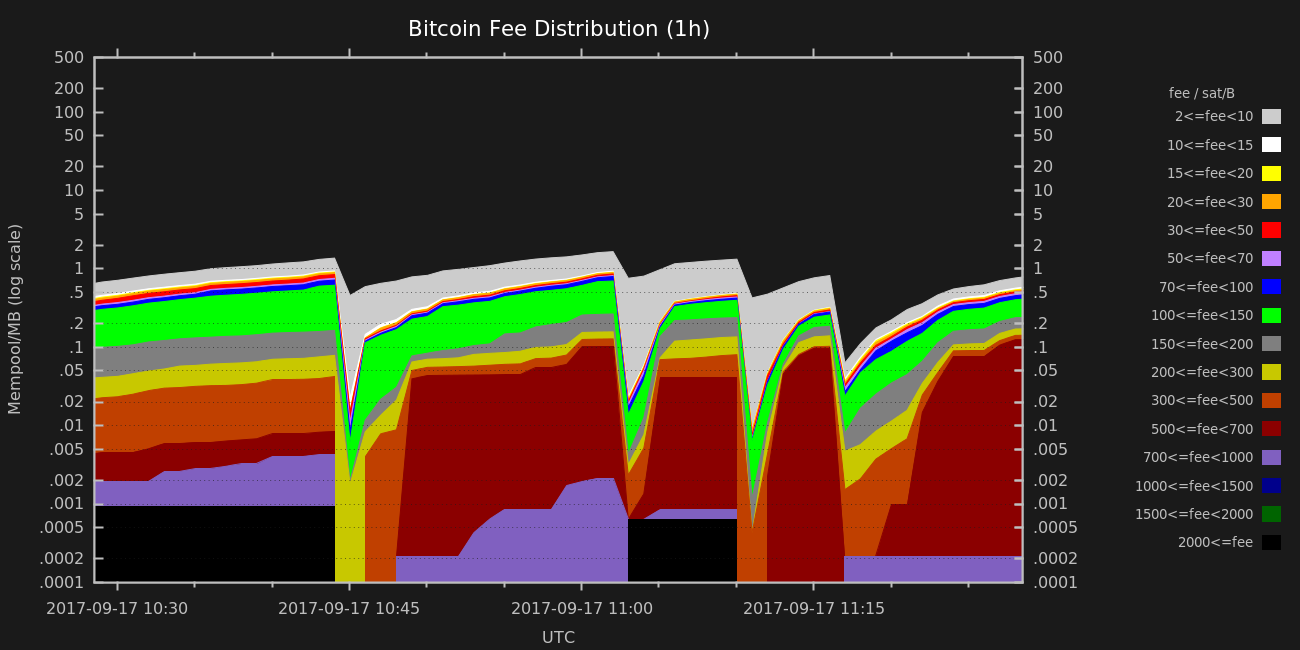 Bitcoin Fee Distribution (1h)
500
200
100
50
20
10
5
2
1
.5
.2
.1
.05
.02
.01
.005
.002
.001
.0005
.0002
.0001
Mempool/MB (log scale)
500
200
100
50
20
10
5
2
1
.5
.2
.1
.05
.02
.01
.005
.002
.001
.0005
.0002
.0001
fee / sat/B
2<=fee<10
10<=fee<15
15<=fee<20
20<=fee<30
30<=fee<50
50<=fee<70
70<=fee<100
100<=fee<150
150<=fee<200
200<=fee<300
300<=fee<500
500<=fee<700
700<=fee<1000
1000<=fee<1500
1500<=fee<2000
2000<=fee
2017-09-17 10:30
2017-09-17 10:45
2017-09-17 11:00
2017-09-17 11:15
UTC